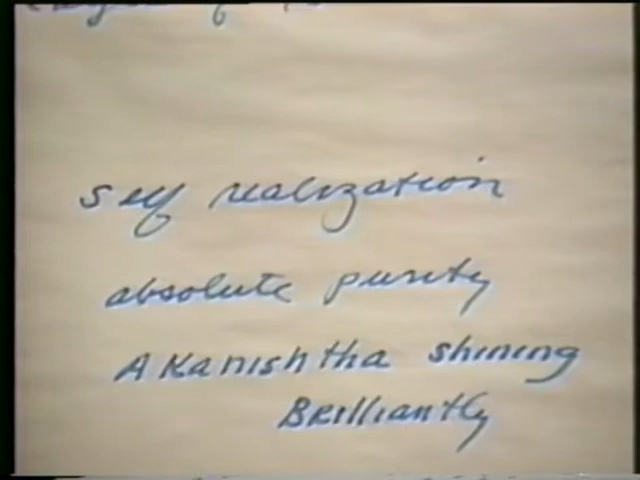 self realization
absolute purity
Akanishtha shining
Brilliantly